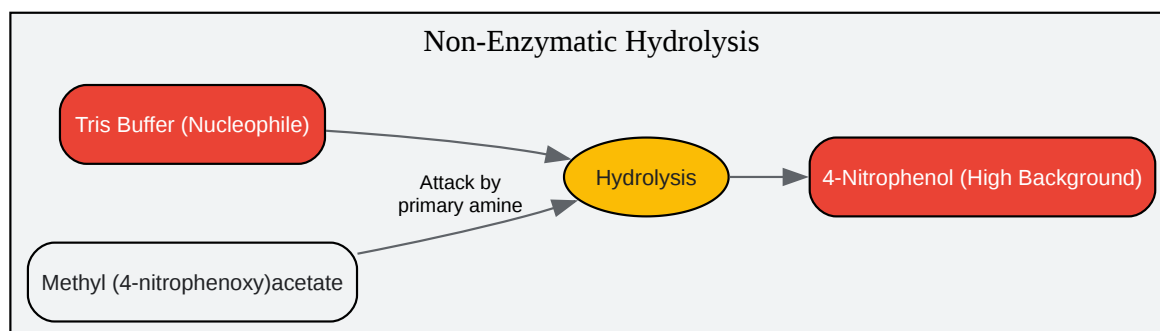 Non-Enzymatic Hydrolysis
Tris Buffer (Nucleophile)
Attack by
primary amine
Hydrolysis
4-Nitrophenol (High Background)
Methyl (4-nitrophenoxy)acetate